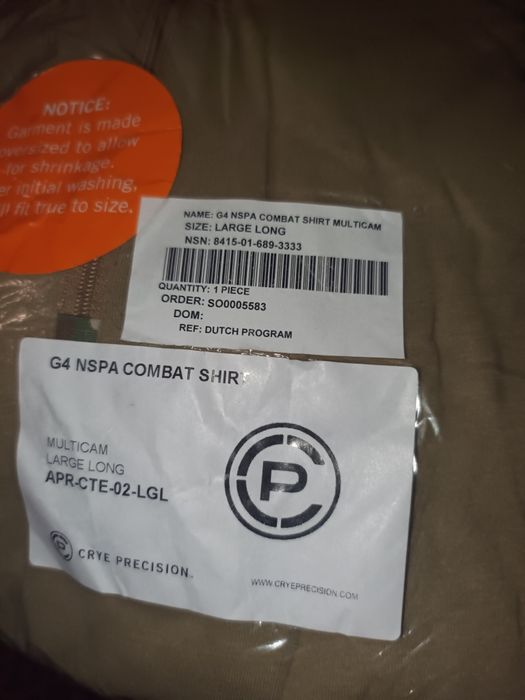 NOTICE:
Garment is made
oversized to allow
for shrinkage.
initial washing,
fit true to size.
NAME: G4 NSPA COMBAT SHIRT MULTICAM
SIZE: LARGE LONG
NSN: 8415-01-689-3333
QUANTITY: 1 PIECE
ORDER: SO0005583
DOM:
REF: DUTCH PROGRAM
G4 NSPA COMBAT SHIRT
MULTICAM
LARGE LONG
APR-CTE-02-LGL
CP
CRYE PRECISION™
WWW.CRYEPRECISION.COM